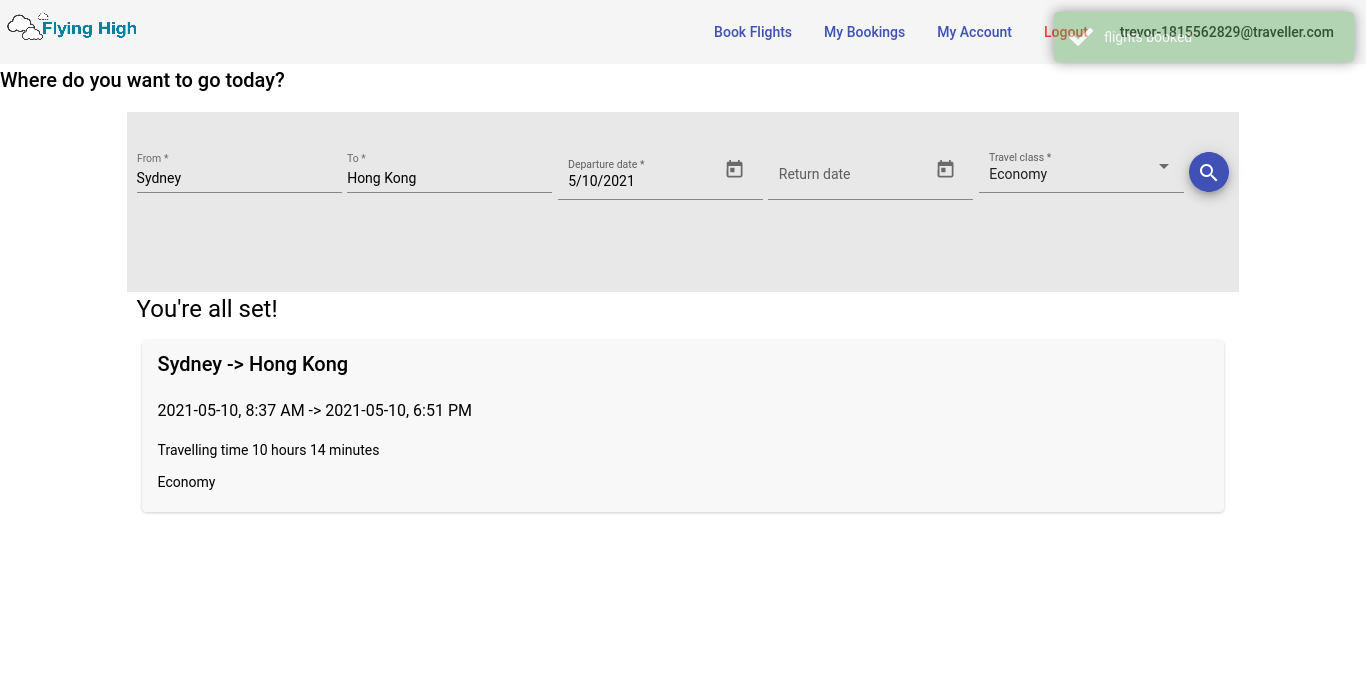 Flying High
Book Flights
My Bookings
My Account
Logout
trevor-1815562829@traveller.com
flights booked
Where do you want to go today?
From *
Sydney
To *
Hong Kong
Departure date *
5/10/2021
Return date
Travel class *
Economy
You're all set!
Sydney -> Hong Kong
2021-05-10, 8:37 AM -> 2021-05-10, 6:51 PM
Travelling time 10 hours 14 minutes
Economy